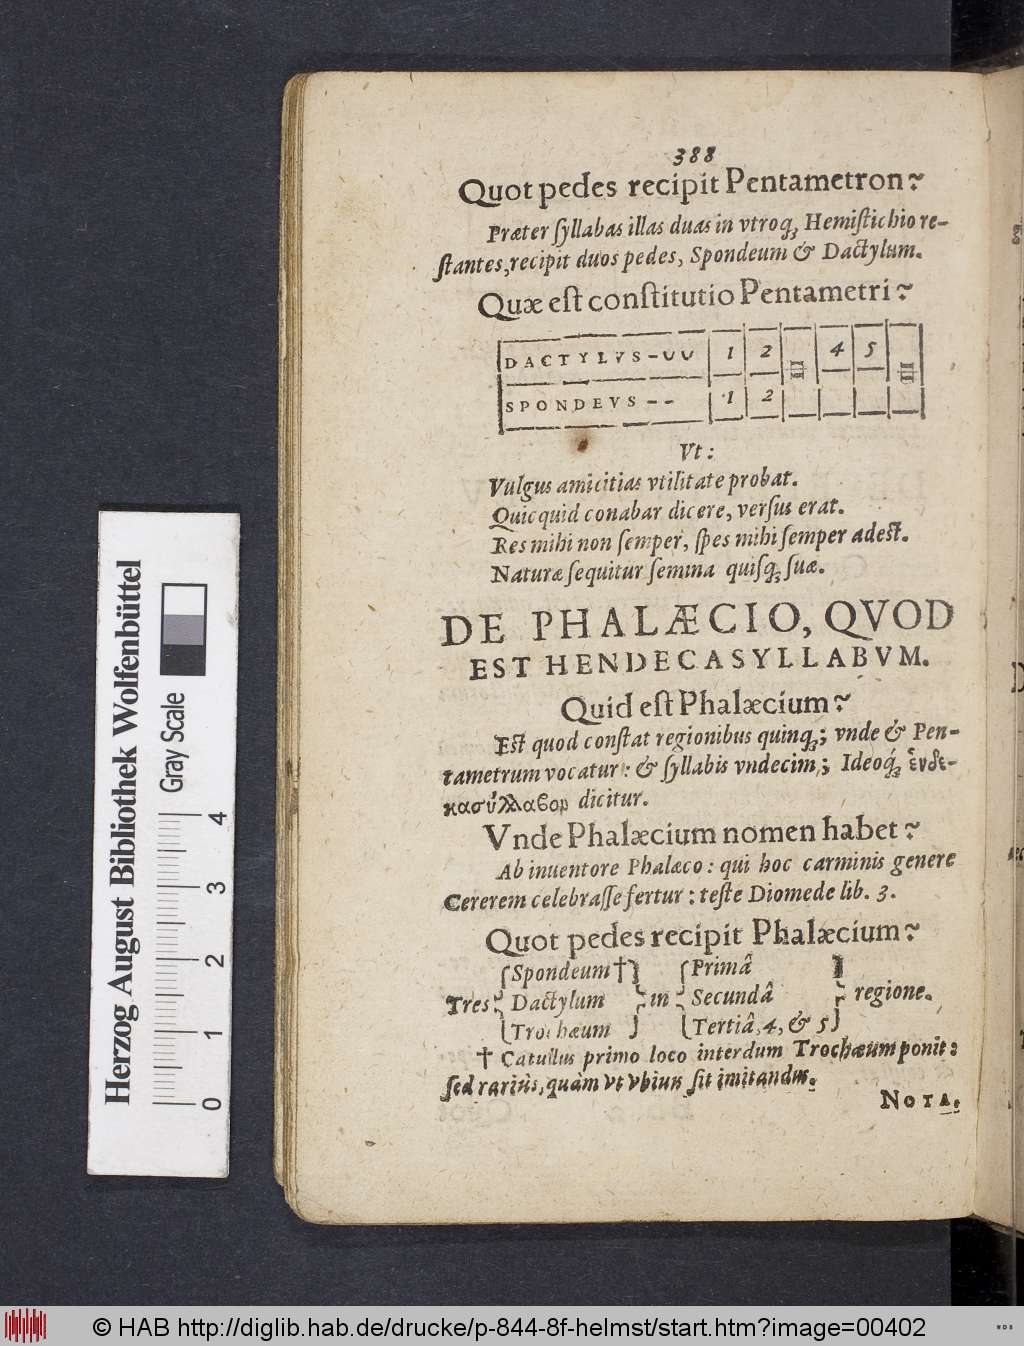 388
Quot pedes recipit Pentametron?
Præter ſyllabas illas duas in vtroq; Hemiſtichio re-
ſtantes, recipit duos pedes, Spondeum & Dactylum.
Quæ eſt conſtitutio Pentametri?
DACTYLVS - ∪ ∪ 1 2 4 5
SPONDEVS - - 1 2
Vt:
Vulgus amicitias vtilitate probat.
Quicquid conabar dicere, verſus erat.
Res mihi non ſemper, ſpes mihi ſemper adeſt.
Naturæ ſequitur ſemina quiſq; ſuæ.
DE PHALÆCIO, QVOD
EST HENDECASYLLABVM.
Quid eſt Phalæcium?
Eſt quod conſtat regionibus quinq; ; vnde & Pen-
tametrum vocatur: & ſyllabis vndecim; Ideoq́; ἑνδε-
κασύλλαβον dicitur.
Vnde Phalæcium nomen habet?
Ab inuentore Phalæco: qui hoc carminis genere
Cererem celebraſſe fertur: teſte Diomede lib. 3.
Quot pedes recipit Phalæcium?
Spondeum † Primâ
Tres Dactylum in Secundâ regione.
Trochæum Tertiâ, 4, & 5
† Catullus primo loco interdum Trochæum ponit:
ſed rariùs, quàm vt vbiuis ſit imitandus.
NOTA.
Herzog August Bibliothek Wolfenbüttel
Gray Scale
0 1 2 3 4
© HAB http://diglib.hab.de/drucke/p-844-8f-helmst/start.htm?image=00402